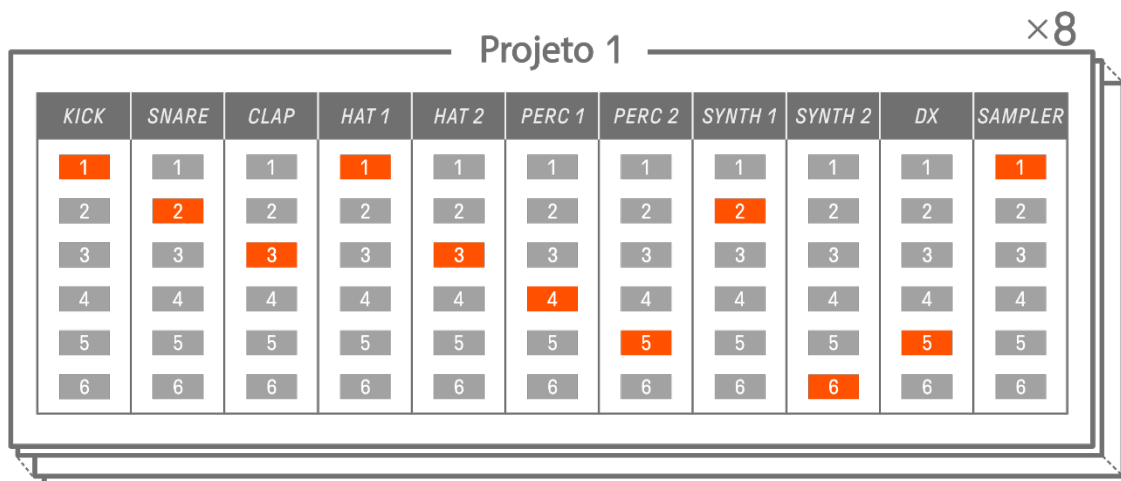 ×8
Projeto 1
KICK SNARE CLAP HAT 1 HAT 2 PERC 1 PERC 2 SYNTH 1 SYNTH 2 DX SAMPLER
1 1 1 1 1 1 1 1 1 1 1
2 2 2 2 2 2 2 2 2 2 2
3 3 3 3 3 3 3 3 3 3 3
4 4 4 4 4 4 4 4 4 4 4
5 5 5 5 5 5 5 5 5 5 5
6 6 6 6 6 6 6 6 6 6 6